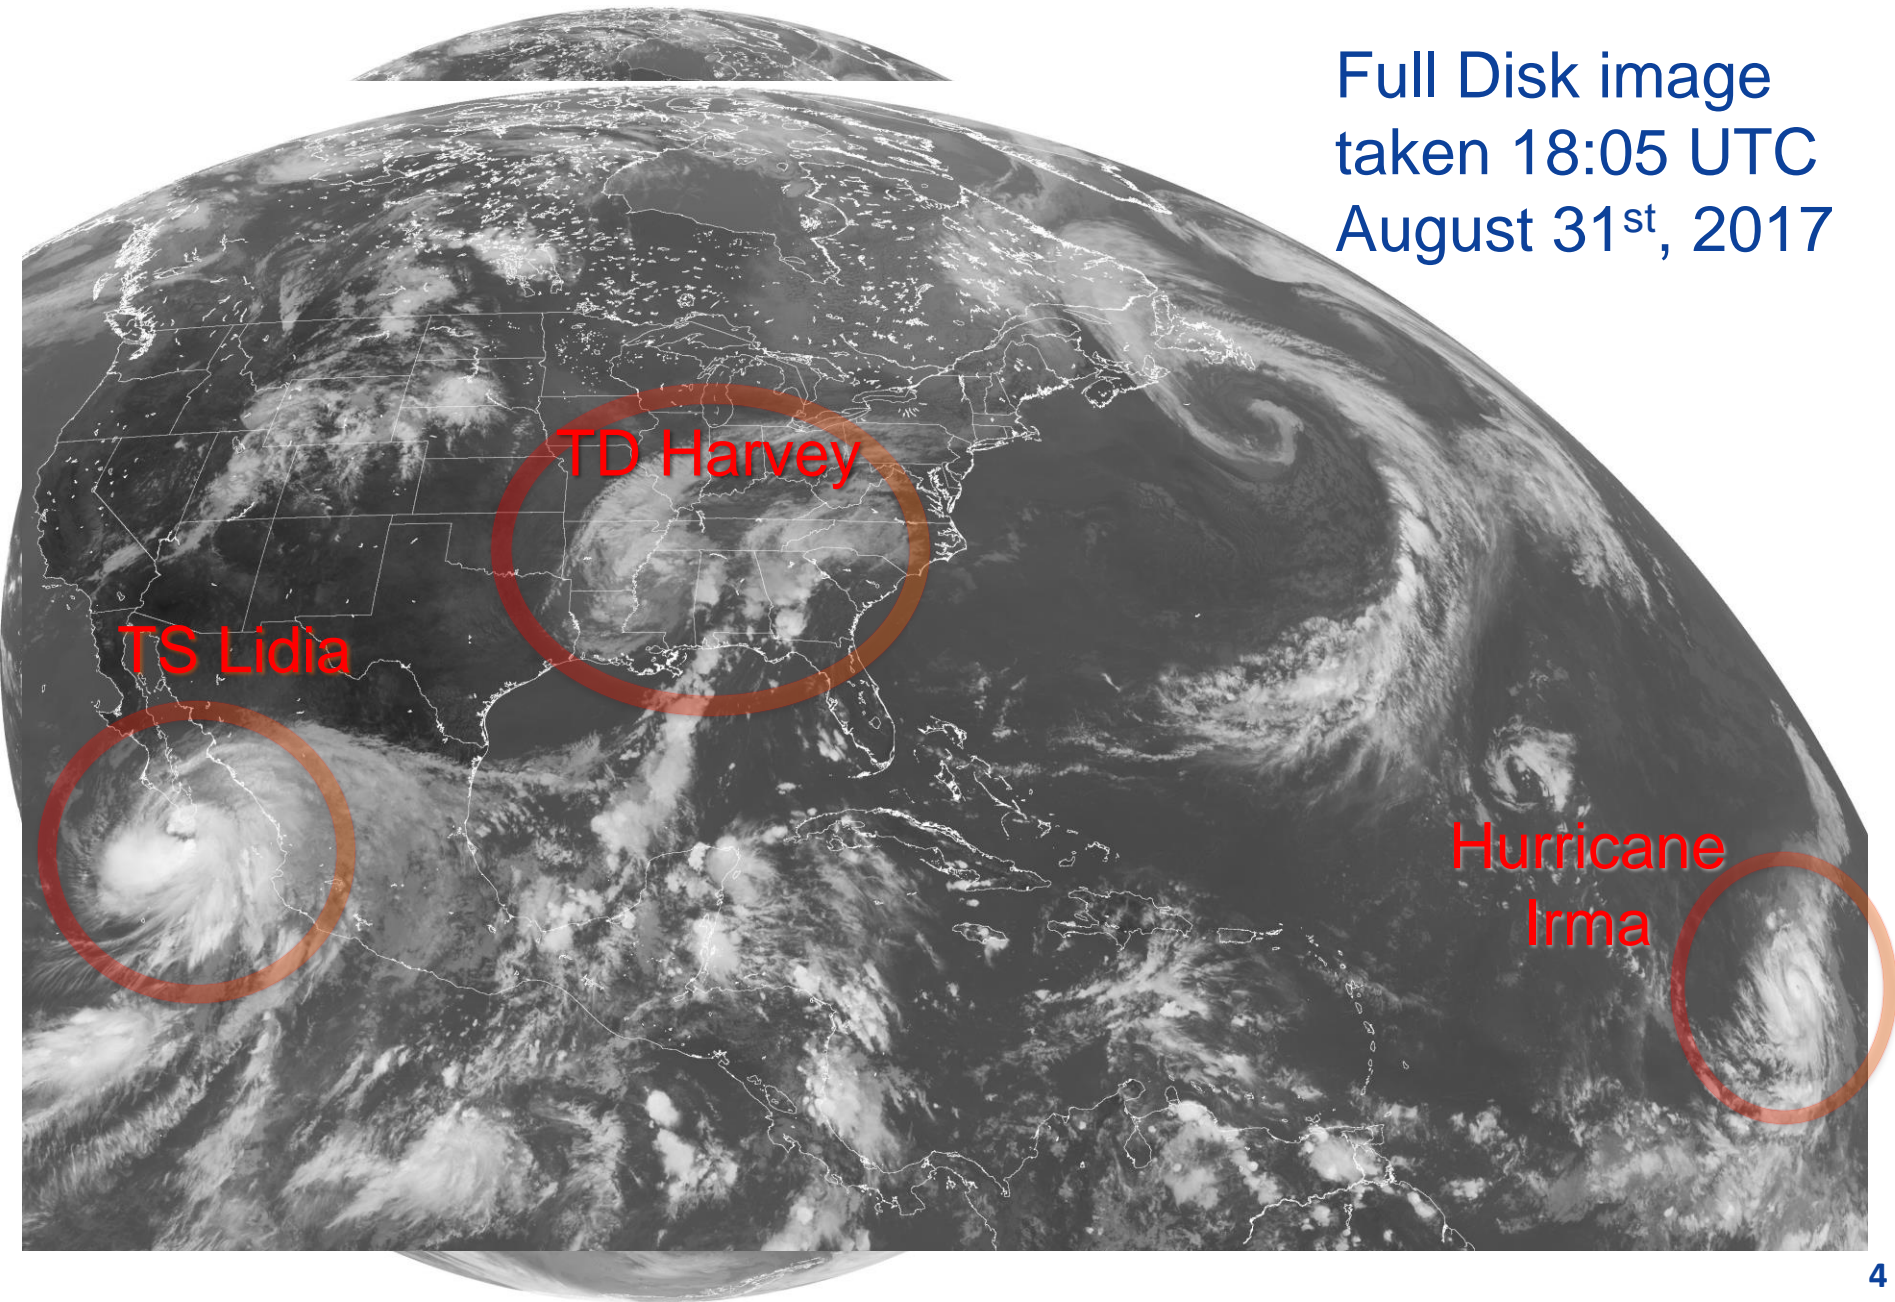 Full Disk image
taken 18:05 UTC
August 31st, 2017
TD Harvey
TS Lidia
Hurricane
Irma
4